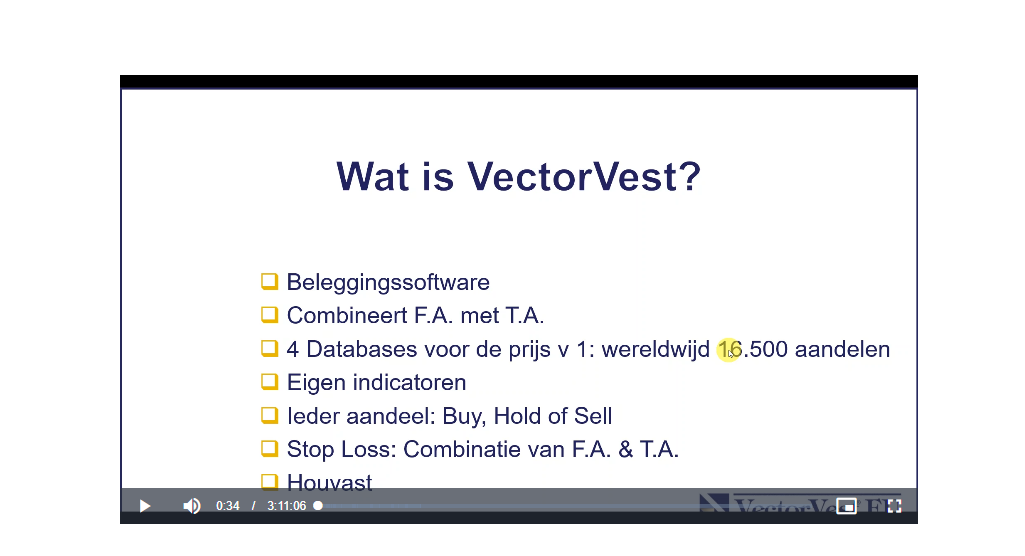 Wat is VectorVest?
Beleggingssoftware
Combineert F.A. met T.A.
4 Databases voor de prijs v 1: wereldwijd 16.500 aandelen
Eigen indicatoren
Ieder aandeel: Buy, Hold of Sell
Stop Loss: Combinatie van F.A. & T.A.
Houvast
0:34 / 3:11:06